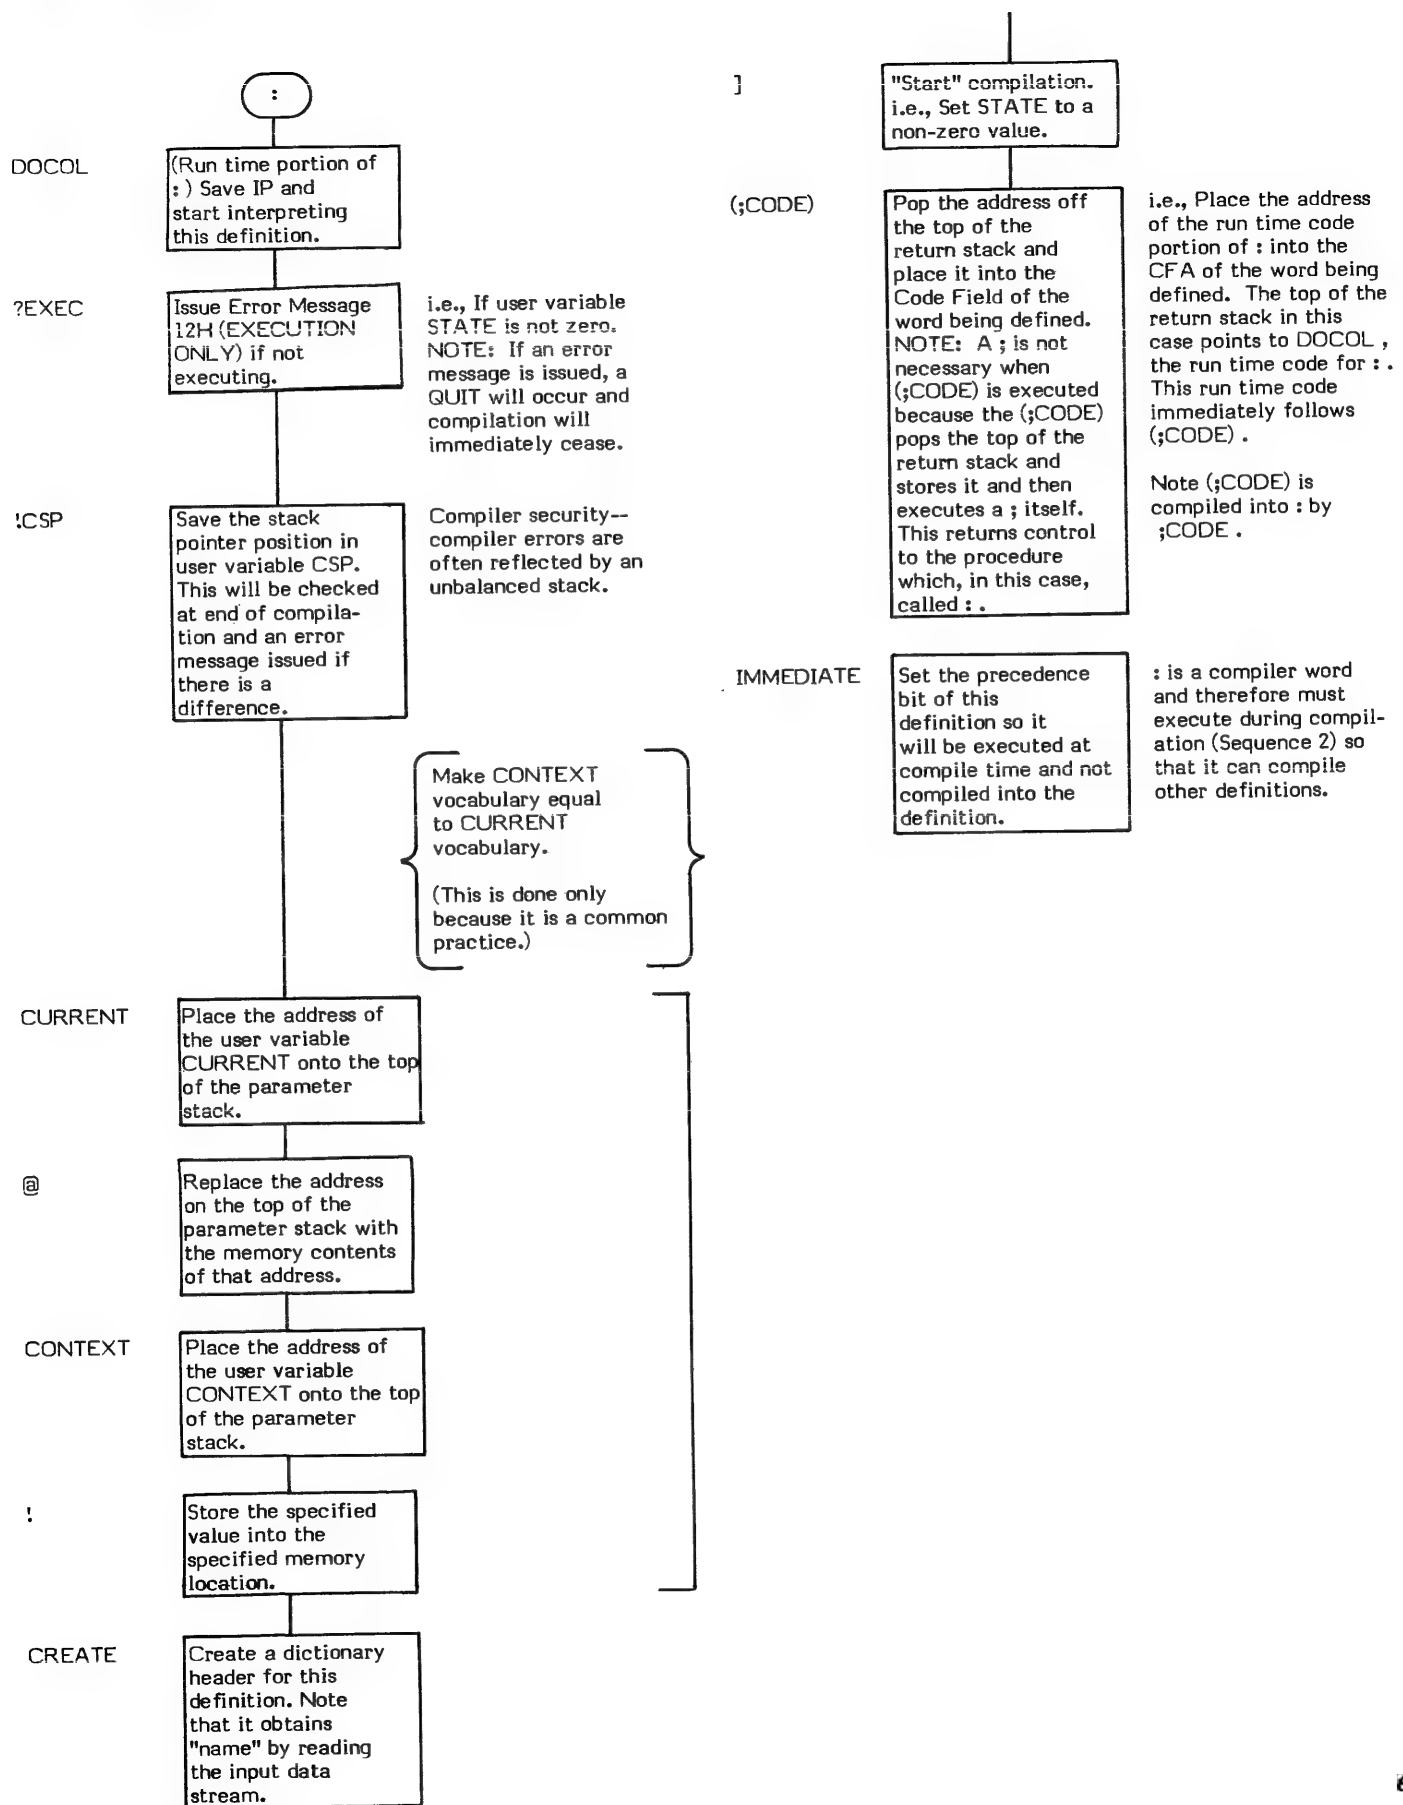 :
DOCOL
(Run time portion of
: ) Save IP and
start interpreting
this definition.
?EXEC
Issue Error Message
12H (EXECUTION
ONLY) if not
executing.
i.e., If user variable
STATE is not zero.
NOTE: If an error
message is issued, a
QUIT will occur and
compilation will
immediately cease.
!CSP
Save the stack
pointer position in
user variable CSP.
This will be checked
at end of compila-
tion and an error
message issued if
there is a
difference.
Compiler security--
compiler errors are
often reflected by an
unbalanced stack.
Make CONTEXT
vocabulary equal
to CURRENT
vocabulary.
(This is done only
because it is a common
practice.)
CURRENT
Place the address of
the user variable
CURRENT onto the top
of the parameter
stack.
@
Replace the address
on the top of the
parameter stack with
the memory contents
of that address.
CONTEXT
Place the address of
the user variable
CONTEXT onto the top
of the parameter
stack.
!
Store the specified
value into the
specified memory
location.
CREATE
Create a dictionary
header for this
definition. Note
that it obtains
"name" by reading
the input data
stream.
]
"Start" compilation.
i.e., Set STATE to a
non-zero value.
(;CODE)
Pop the address off
the top of the
return stack and
place it into the
Code Field of the
word being defined.
NOTE: A ; is not
necessary when
(;CODE) is executed
because the (;CODE)
pops the top of the
return stack and
stores it and then
executes a ; itself.
This returns control
to the procedure
which, in this case,
called : .
i.e., Place the address
of the run time code
portion of : into the
CFA of the word being
defined. The top of the
return stack in this
case points to DOCOL ,
the run time code for : .
This run time code
immediately follows
(;CODE) .
Note (;CODE) is
compiled into : by
;CODE .
IMMEDIATE
Set the precedence
bit of this
definition so it
will be executed at
compile time and not
compiled into the
definition.
: is a compiler word
and therefore must
execute during compil-
ation (Sequence 2) so
that it can compile
other definitions.